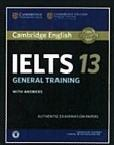 Cambridge English
IELTS 13
GENERAL TRAINING
WITH ANSWERS
AUTHENTIC EXAMINATION PAPERS